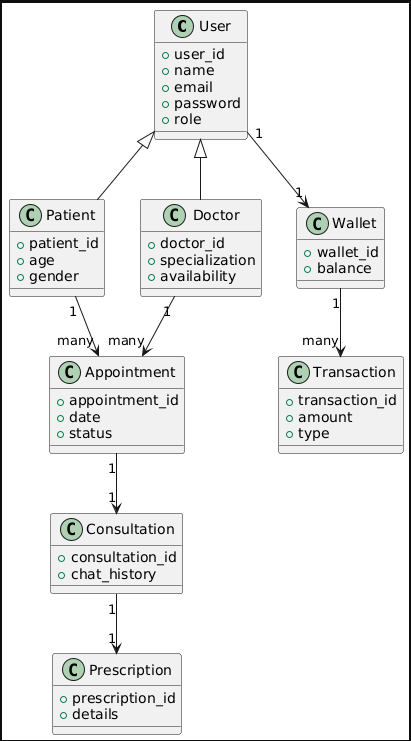 C User
user_id
name
email
password
role
1
1
C Patient
patient_id
age
gender
C Doctor
doctor_id
specialization
availability
C Wallet
wallet_id
balance
1
many
1
many
1
many
C Appointment
appointment_id
date
status
C Transaction
transaction_id
amount
type
1
1
C Consultation
consultation_id
chat_history
1
1
C Prescription
prescription_id
details